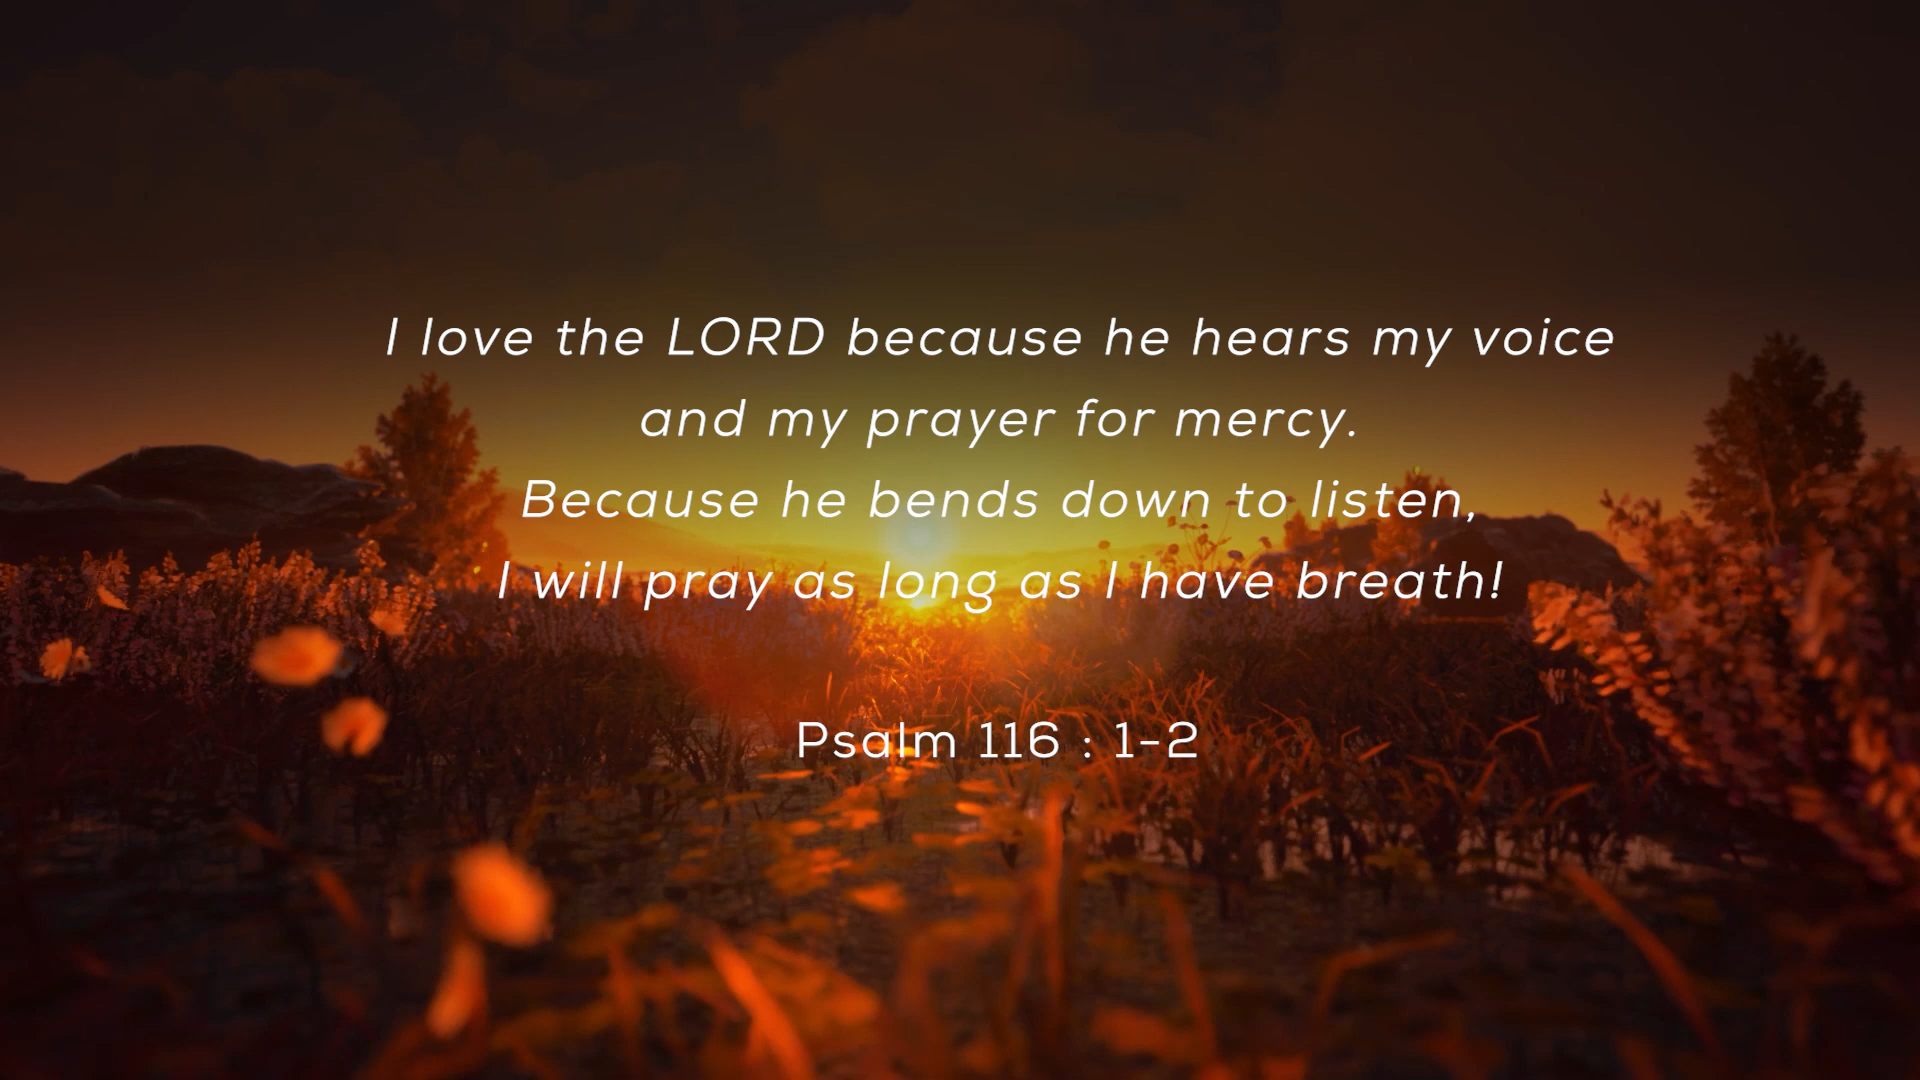 I love the LORD because he hears my voice
and my prayer for mercy.
Because he bends down to listen,
I will pray as long as I have breath!
Psalm 116 : 1-2